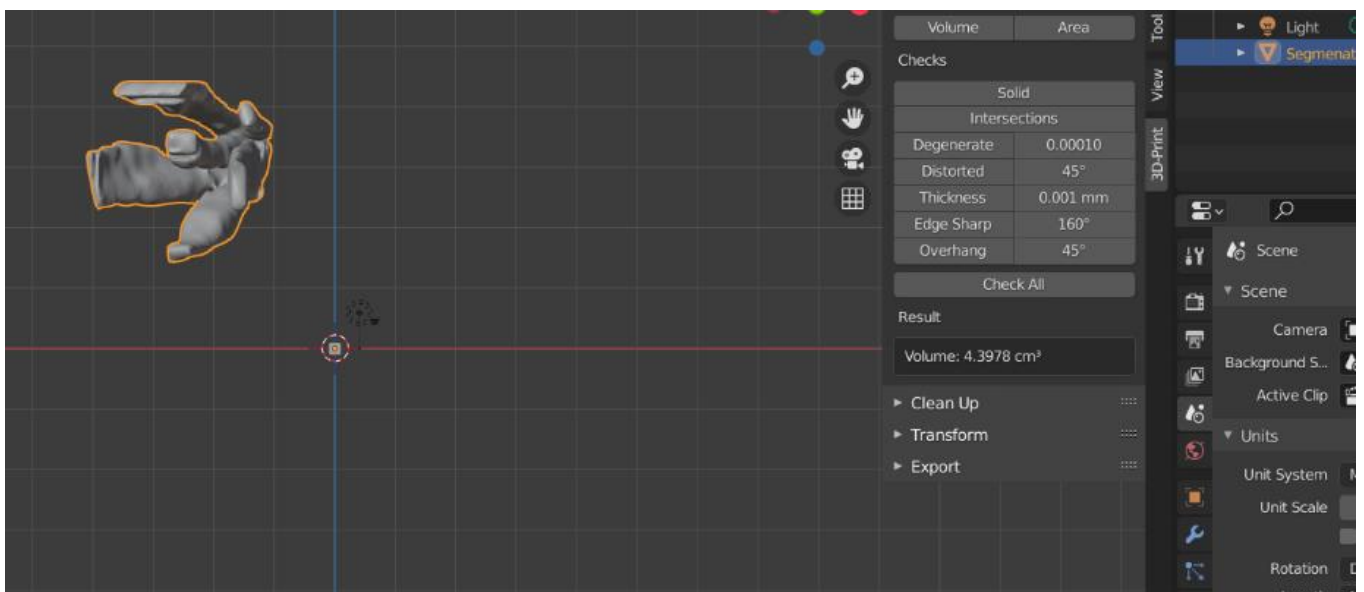 Volume Area
Checks
Solid
Intersections
Degenerate 0.00010
Distorted 45°
Thickness 0.001 mm
Edge Sharp 160°
Overhang 45°
Check All
Result
Volume: 4.3978 cm³
Clean Up
Transform
Export
Tool
View
3D-Print
Light
Segmenat
Scene
Scene
Camera
Background S...
Active Clip
Units
Unit System M
Unit Scale
Rotation D